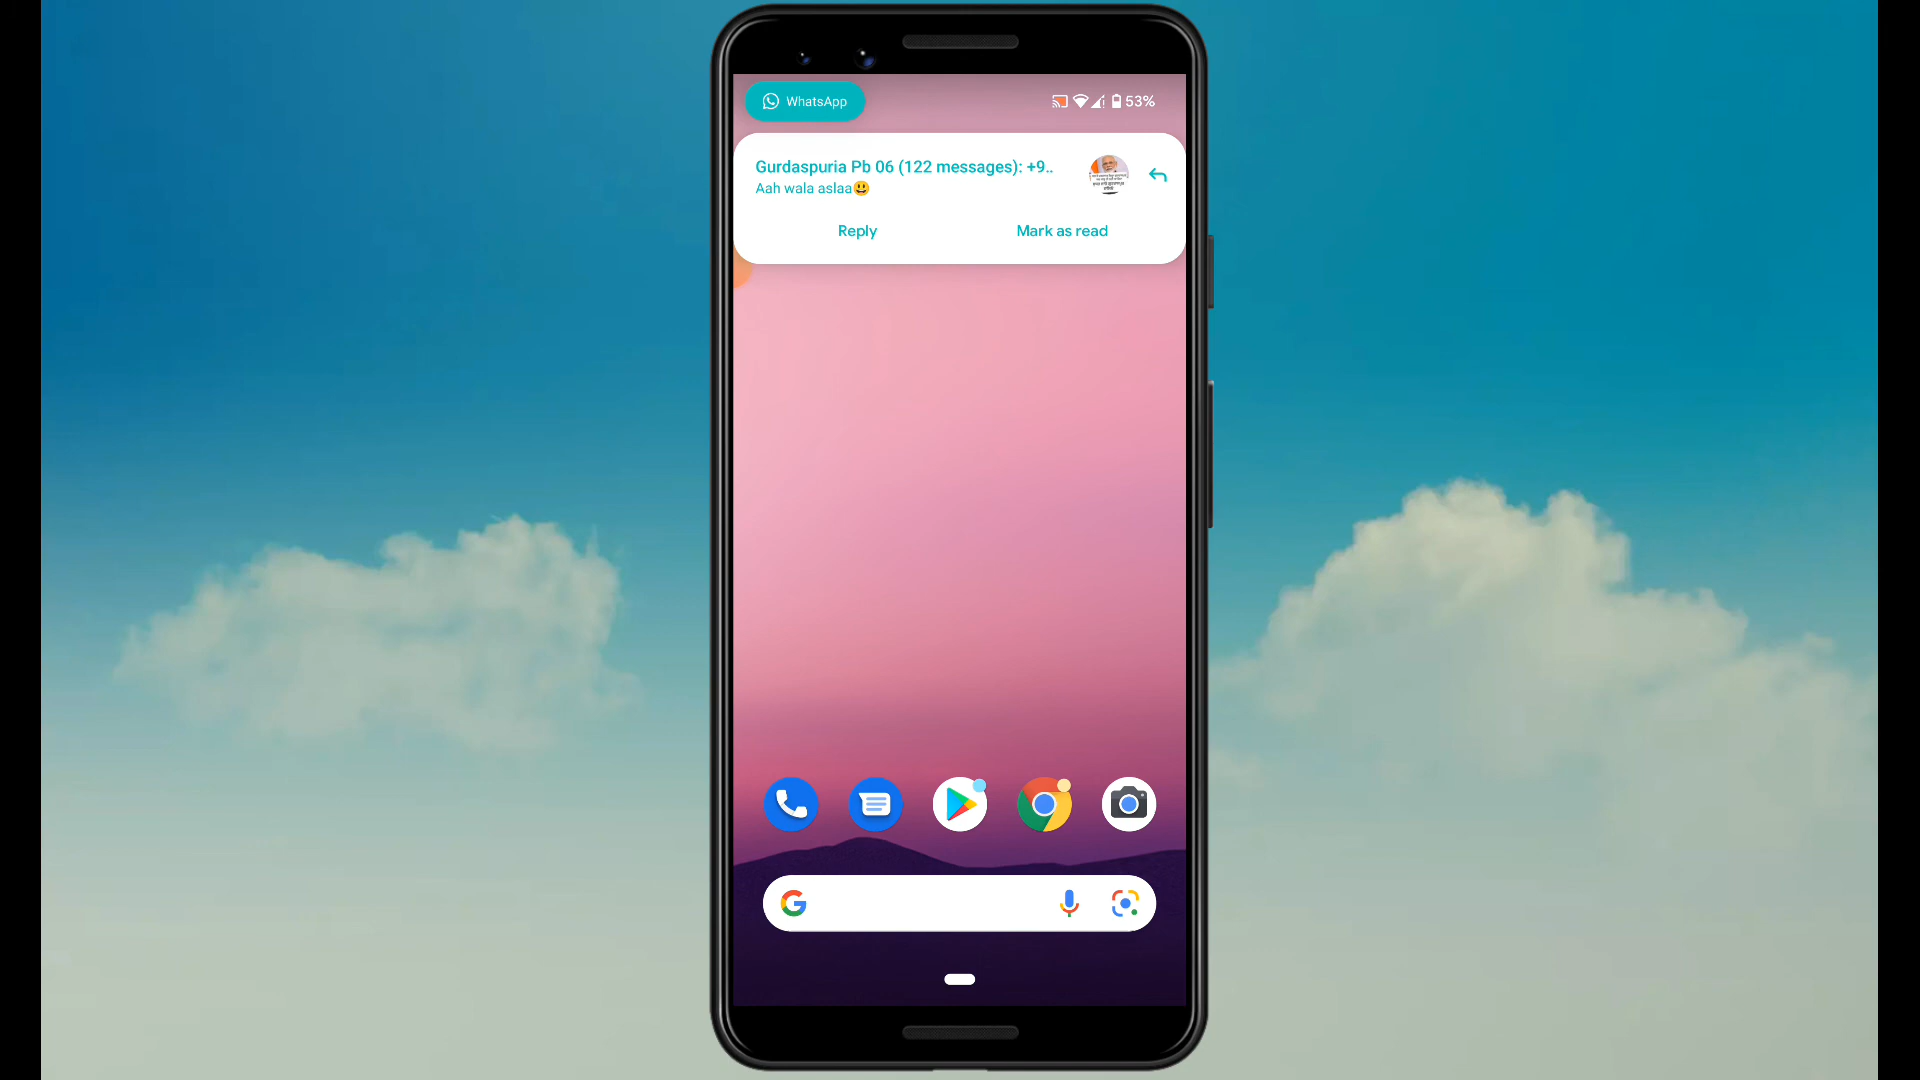 WhatsApp
53%
Gurdaspuria Pb 06 (122 messages): +9..
Aah wala aslaa😃
Reply
Mark as read